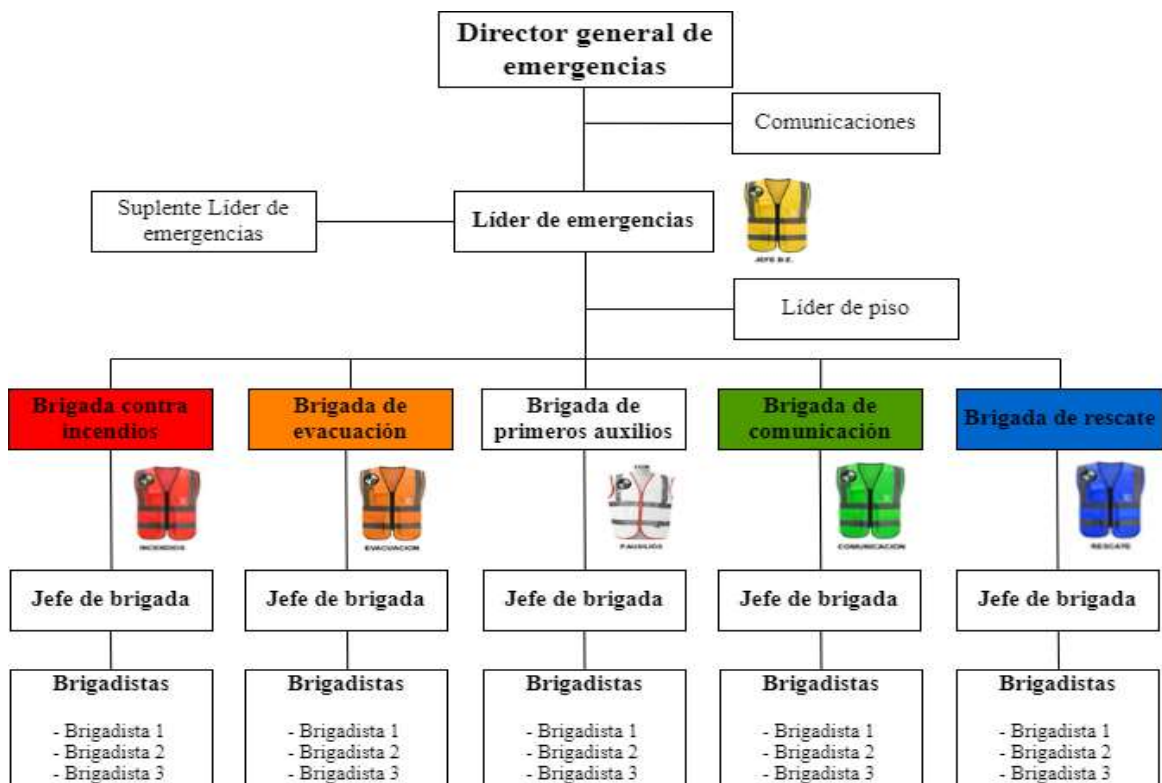 Director general de
emergencias
Comunicaciones
Suplente Líder de
emergencias
Líder de emergencias
JEFE B.E.
Líder de piso
Brigada contra
incendios
Brigada de
evacuación
Brigada de
primeros auxilios
Brigada de
comunicación
Brigada de rescate
INCENDIOS
EVACUACION
P.AUXILIOS
COMUNICACION
RESCATE
Jefe de brigada
Jefe de brigada
Jefe de brigada
Jefe de brigada
Jefe de brigada
Brigadistas
- Brigadista 1
- Brigadista 2
- Brigadista 3
Brigadistas
- Brigadista 1
- Brigadista 2
- Brigadista 3
Brigadistas
- Brigadista 1
- Brigadista 2
- Brigadista 3
Brigadistas
- Brigadista 1
- Brigadista 2
- Brigadista 3
Brigadistas
- Brigadista 1
- Brigadista 2
- Brigadista 3